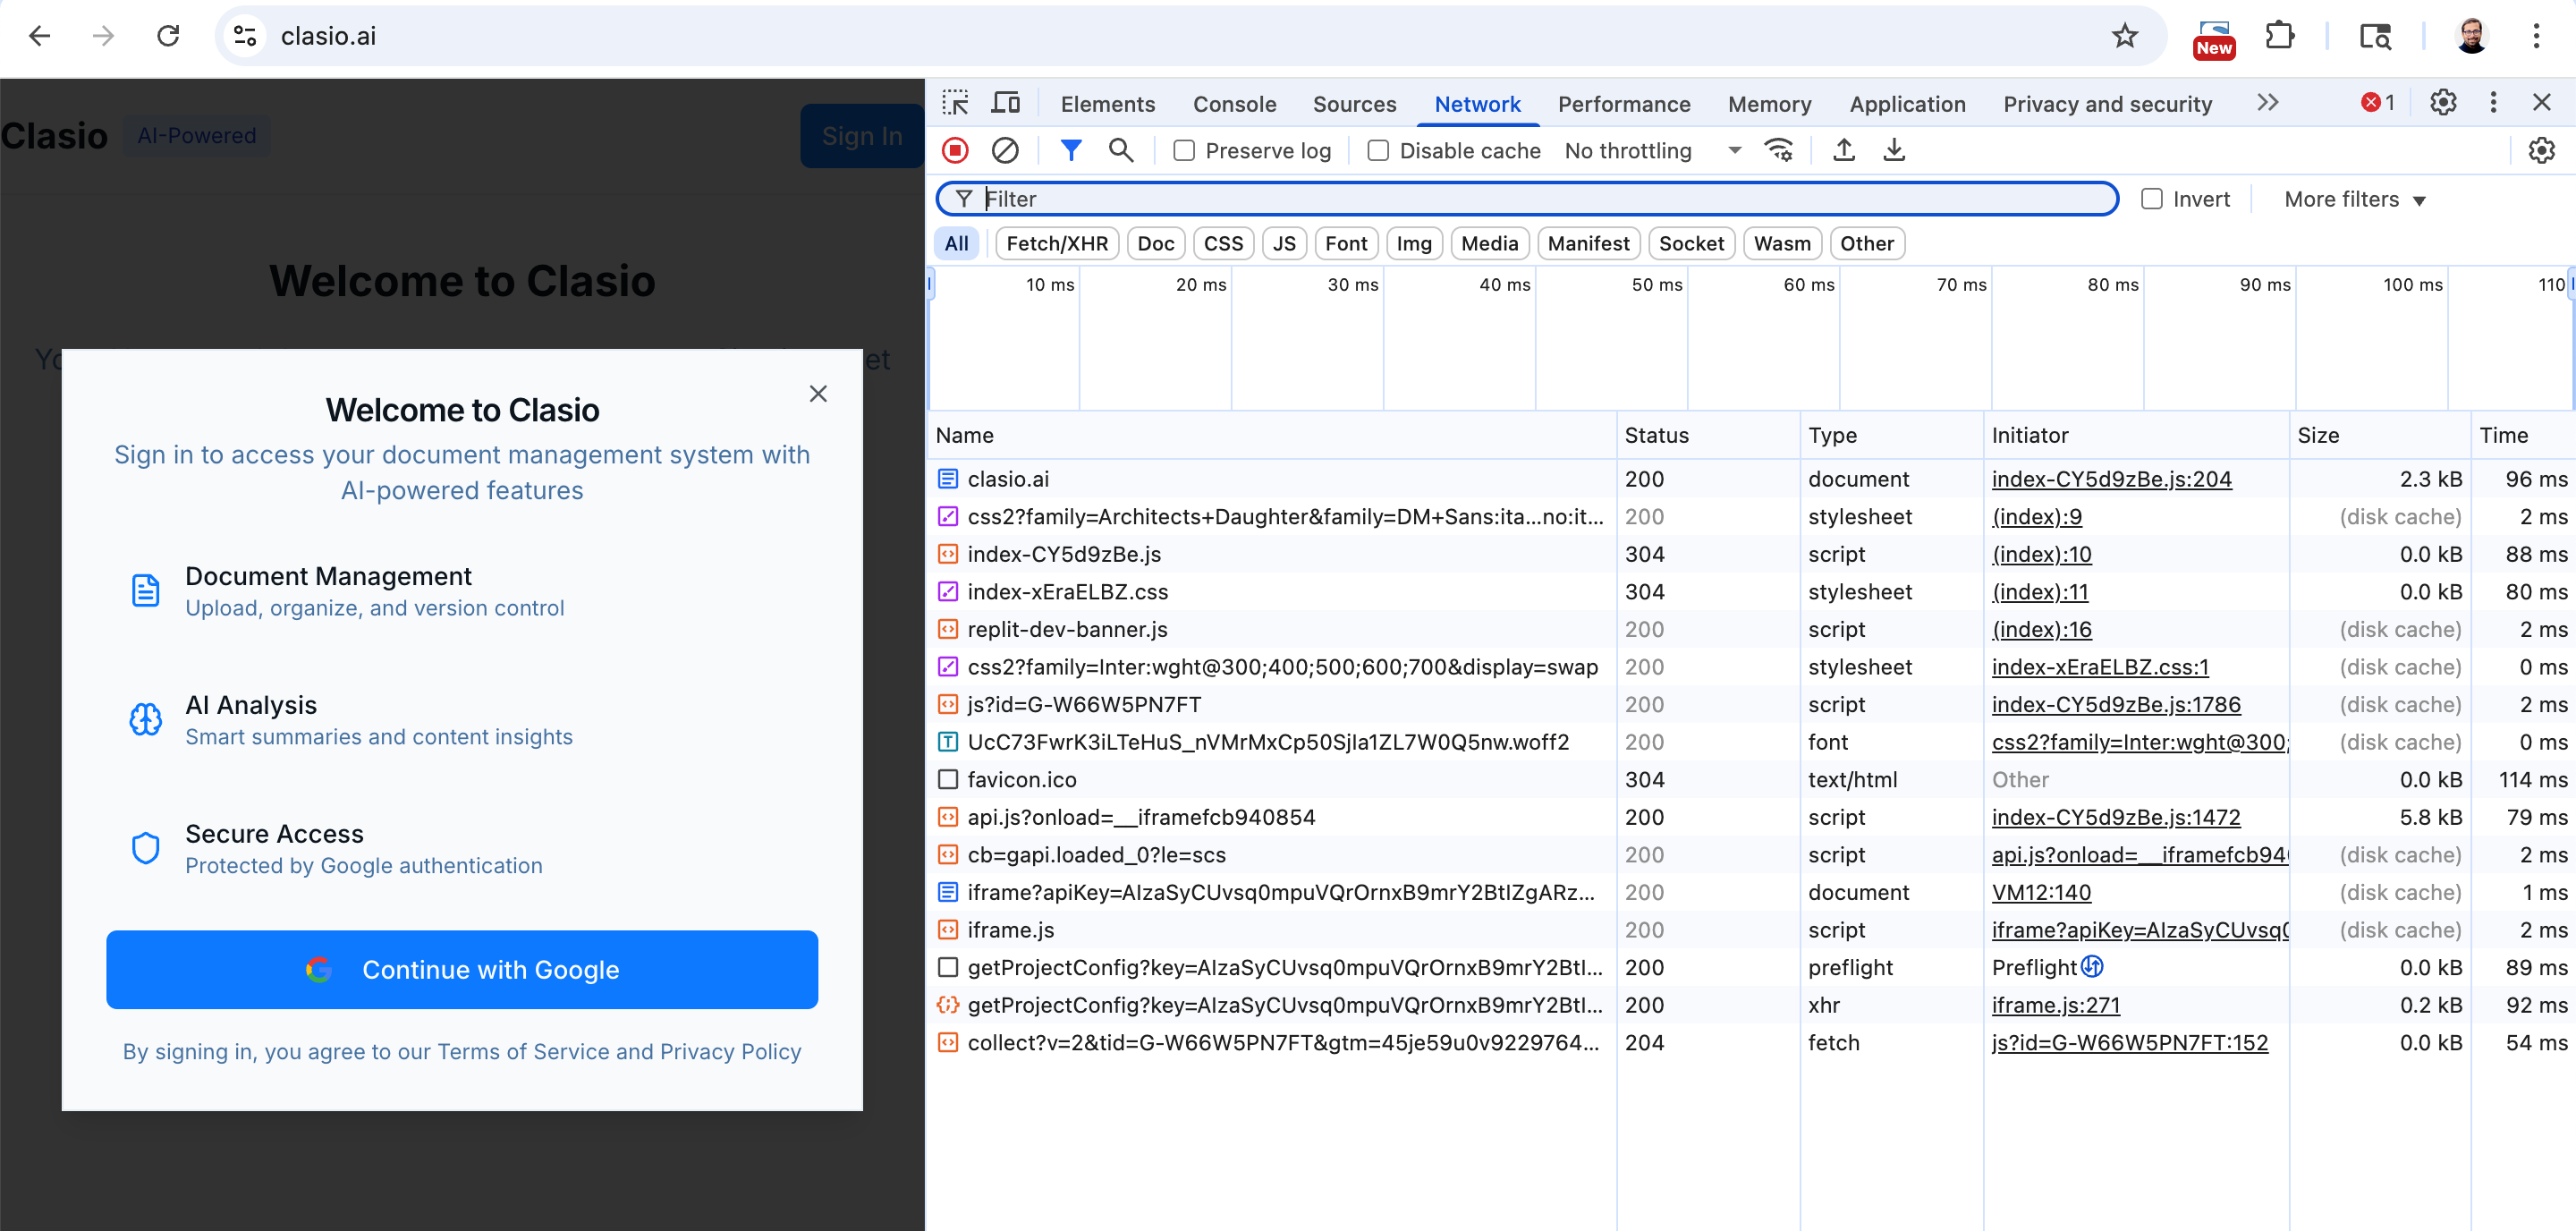 clasio.ai
New
Clasio AI-Powered Sign In
Welcome to Clasio
et
Welcome to Clasio
Sign in to access your document management system with
AI-powered features
Document Management
Upload, organize, and version control
AI Analysis
Smart summaries and content insights
Secure Access
Protected by Google authentication
Continue with Google
By signing in, you agree to our Terms of Service and Privacy Policy
Elements Console Sources Network Performance Memory Application Privacy and security 1
Preserve log Disable cache No throttling
Filter Invert More filters
All Fetch/XHR Doc CSS JS Font Img Media Manifest Socket Wasm Other
10 ms 20 ms 30 ms 40 ms 50 ms 60 ms 70 ms 80 ms 90 ms 100 ms 110
Name Status Type Initiator Size Time
clasio.ai 200 document index-CY5d9zBe.js:204 2.3 kB 96 ms
css2?family=Architects+Daughter&family=DM+Sans:ita...no:it... 200 stylesheet (index):9 (disk cache) 2 ms
index-CY5d9zBe.js 304 script (index):10 0.0 kB 88 ms
index-xEraELBZ.css 304 stylesheet (index):11 0.0 kB 80 ms
replit-dev-banner.js 200 script (index):16 (disk cache) 2 ms
css2?family=Inter:wght@300;400;500;600;700&display=swap 200 stylesheet index-xEraELBZ.css:1 (disk cache) 0 ms
js?id=G-W66W5PN7FT 200 script index-CY5d9zBe.js:1786 (disk cache) 2 ms
UcC73FwrK3iLTeHuS_nVMrMxCp50SjIa1ZL7W0Q5nw.woff2 200 font css2?family=Inter:wght@300; (disk cache) 0 ms
favicon.ico 304 text/html Other 0.0 kB 114 ms
api.js?onload=__iframefcb940854 200 script index-CY5d9zBe.js:1472 5.8 kB 79 ms
cb=gapi.loaded_0?le=scs 200 script api.js?onload=__iframefcb940 (disk cache) 2 ms
iframe?apiKey=AIzaSyCUvsq0mpuVQrOrnxB9mrY2BtIZgARz... 200 document VM12:140 (disk cache) 1 ms
iframe.js 200 script iframe?apiKey=AIzaSyCUvsq0 (disk cache) 2 ms
getProjectConfig?key=AIzaSyCUvsq0mpuVQrOrnxB9mrY2BtI... 200 preflight Preflight 0.0 kB 89 ms
getProjectConfig?key=AIzaSyCUvsq0mpuVQrOrnxB9mrY2BtI... 200 xhr iframe.js:271 0.2 kB 92 ms
collect?v=2&tid=G-W66W5PN7FT&gtm=45je59u0v9229764... 204 fetch js?id=G-W66W5PN7FT:152 0.0 kB 54 ms